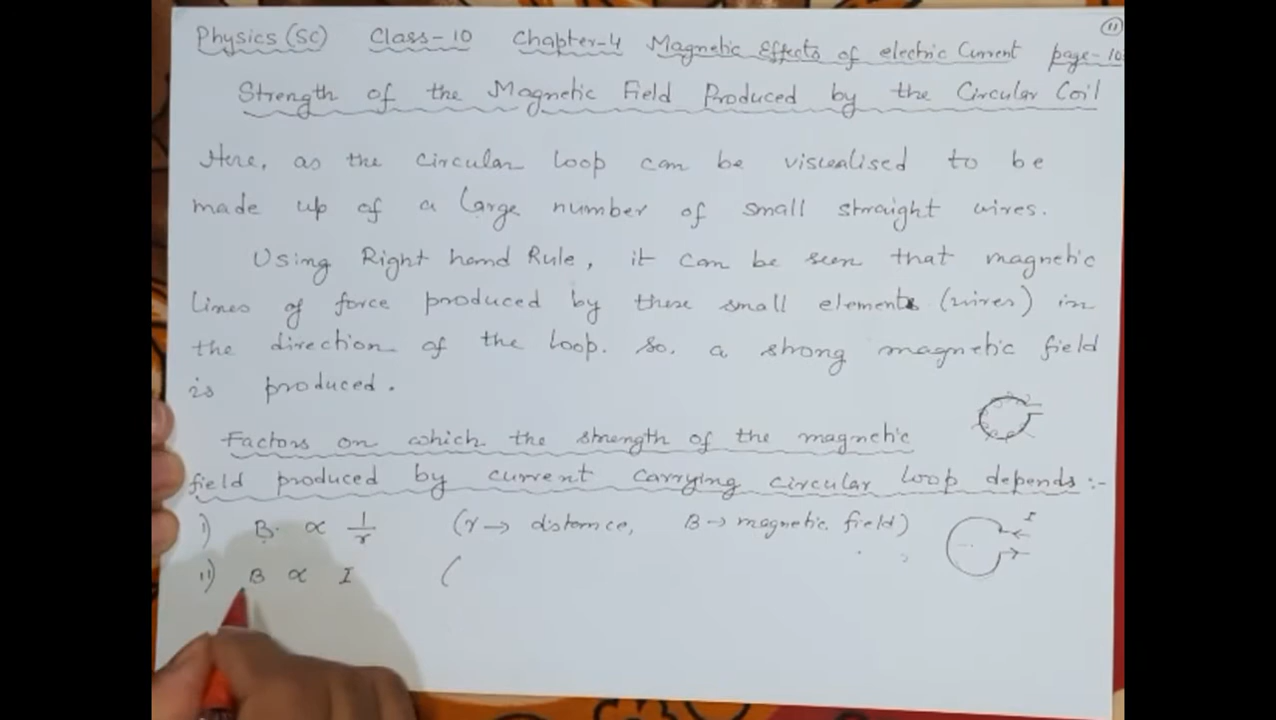 11
Physics (SC) Class-10 Chapter-4 Magnetic Effects of electric Current page-10
Strength of the Magnetic Field Produced by the Circular Coil
Here, as the circular loop can be viscualised to be
made up of a large number of small straight wires.
Using Right hand Rule, it can be seen that magnetic
lines of force produced by these small elements (wires) in
the direction of the loop. So, a strong magnetic field
is produced.
Factors on which the strength of the magnetic
field produced by current carrying circular loop depends :-
i) B ∝ 1/r (r → distance, B → magnetic field)
I
ii) B ∝ I (